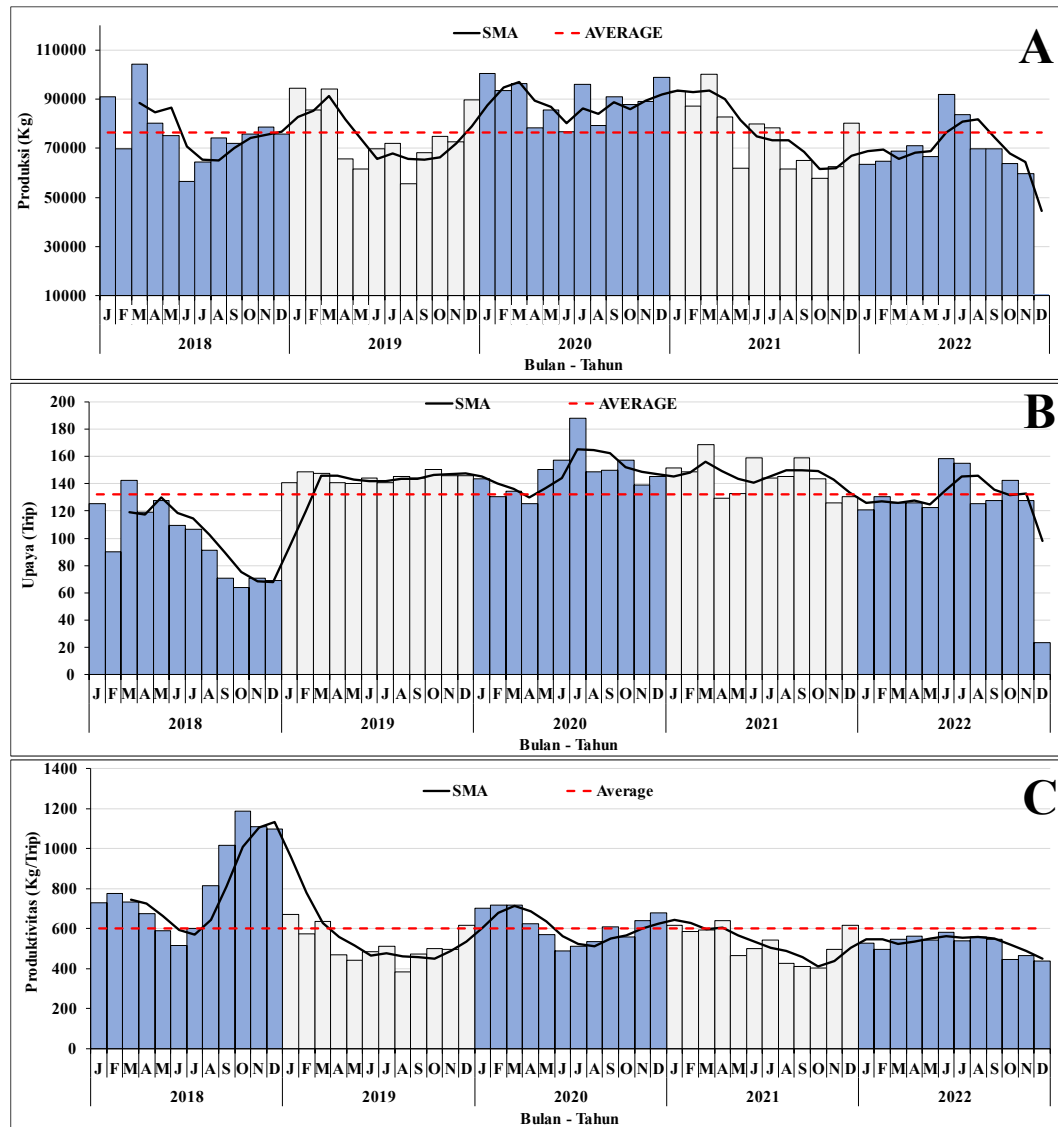 SMA AVERAGE A
110000
90000
70000
50000
30000
10000
Produksi (Kg)
J F M A M J J A S O N D J F M A M J J A S O N D J F M A M J J A S O N D J F M A M J J A S O N D J F M A M J J A S O N D
2018 2019 2020 2021 2022
Bulan - Tahun
SMA AVERAGE B
200
180
160
140
120
100
80
60
40
20
0
Upaya (Trip)
J F M A M J J A S O N D J F M A M J J A S O N D J F M A M J J A S O N D J F M A M J J A S O N D J F M A M J J A S O N D
2018 2019 2020 2021 2022
Bulan - Tahun
SMA Average C
1400
1200
1000
800
600
400
200
0
Produktivitas (Kg/Trip)
J F M A M J J A S O N D J F M A M J J A S O N D J F M A M J J A S O N D J F M A M J J A S O N D J F M A M J J A S O N D
2018 2019 2020 2021 2022
Bulan - Tahun